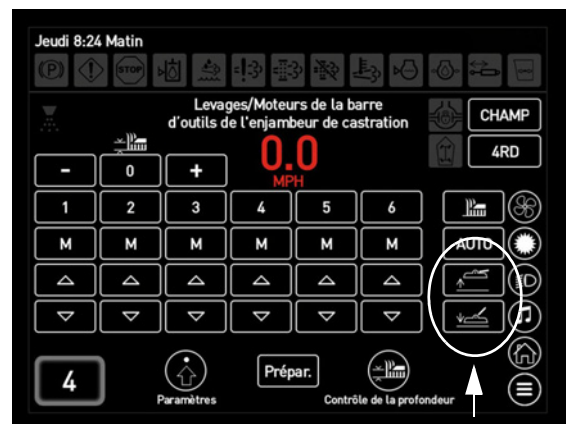 Jeudi 8:24 Matin
(P) STOP
Levages/Moteurs de la barre
d'outils de l'enjambeur de castration
CHAMP
0.0
MPH
4RD
- 0 +
1 2 3 4 5 6
M M M M M M AUTO
4
Prépar.
Paramètres
Contrôle de la profondeur